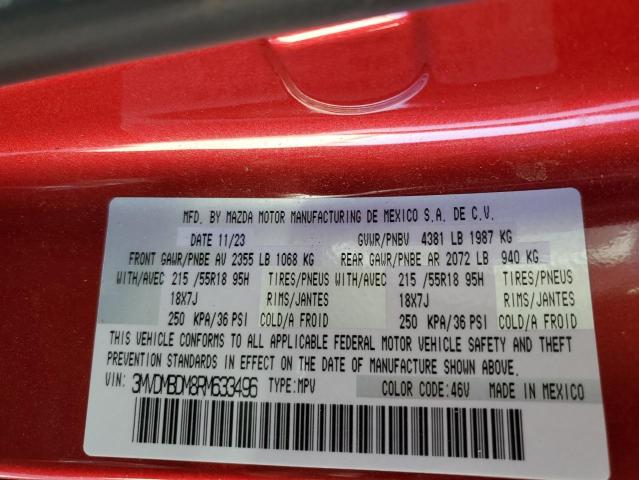 MFD. BY MAZDA MOTOR MANUFACTURING DE MEXICO S.A. DE C.V.
DATE 11/23 GVWR/PNBV 4381 LB 1987 KG
FRONT GAWR/PNBE AV 2355 LB 1068 KG REAR GAWR/PNBE AR 2072 LB 940 KG
WITH/AVEC 215 /55R18 95H TIRES/PNEUS WITH/AVEC 215 /55R18 95H TIRES/PNEUS
18X7J RIMS/JANTES 18X7J RIMS/JANTES
250 KPA/36 PSI COLD/A FROID 250 KPA/36 PSI COLD/A FROID
THIS VEHICLE CONFORMS TO ALL APPLICABLE FEDERAL MOTOR VEHICLE SAFETY AND THEFT
PREVENTION STANDARDS IN EFFECT ON THE DATE OF MANUFACTURE SHOWN ABOVE.
VIN: 3MVDMBDM8RM633496 TYPE:MPV COLOR CODE:46V MADE IN MEXICO